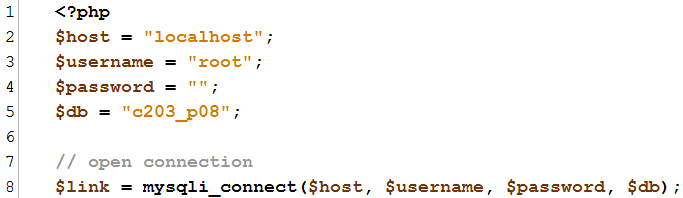 1 <?php
2 $host = "localhost";
3 $username = "root";
4 $password = "";
5 $db = "c203_p08";
6
7 // open connection
8 $link = mysqli_connect($host, $username, $password, $db);